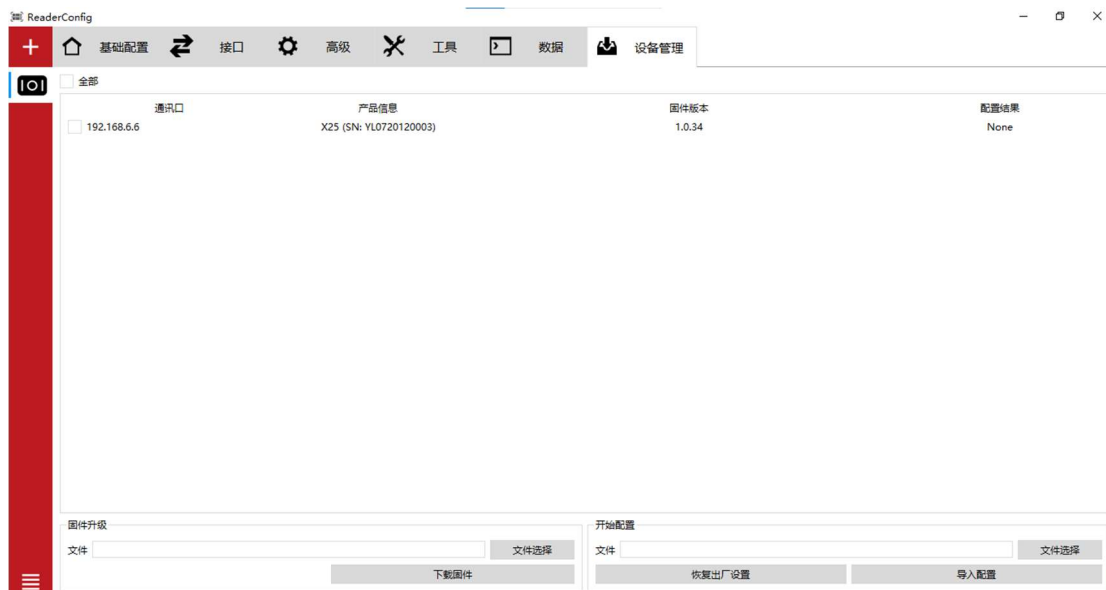 ReaderConfig
基础配置 接口 高级 工具 数据 设备管理
全部
通讯口 产品信息 固件版本 配置结果
192.168.6.6 X25 (SN: YL0720120003) 1.0.34 None
固件升级 开始配置
文件 文件选择 文件 文件选择
下载固件 恢复出厂设置 导入配置